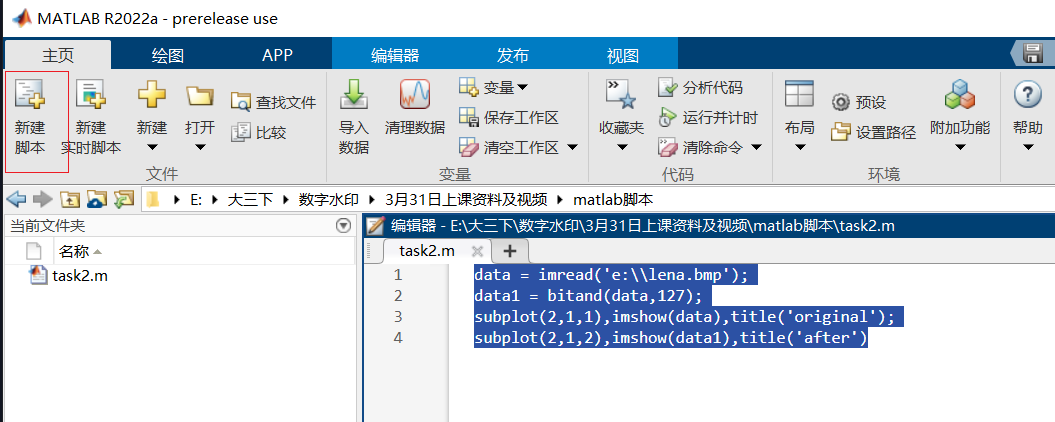 MATLAB R2022a - prerelease use
主页 绘图 APP 编辑器 发布 视图
新建 脚本
新建 实时脚本
新建
打开
查找文件
比较
文件
导入 数据
清理数据
变量
保存工作区
清空工作区
变量
收藏夹
分析代码
运行并计时
清除命令
代码
布局
预设
设置路径
附加功能
环境
帮助
E: 大三下 数字水印 3月31日上课资料及视频 matlab脚本
当前文件夹
名称
task2.m
编辑器 - E:\大三下\数字水印\3月31日上课资料及视频\matlab脚本\task2.m
task2.m
1 data = imread('e:\\lena.bmp');
2 data1 = bitand(data,127);
3 subplot(2,1,1),imshow(data),title('original');
4 subplot(2,1,2),imshow(data1),title('after')